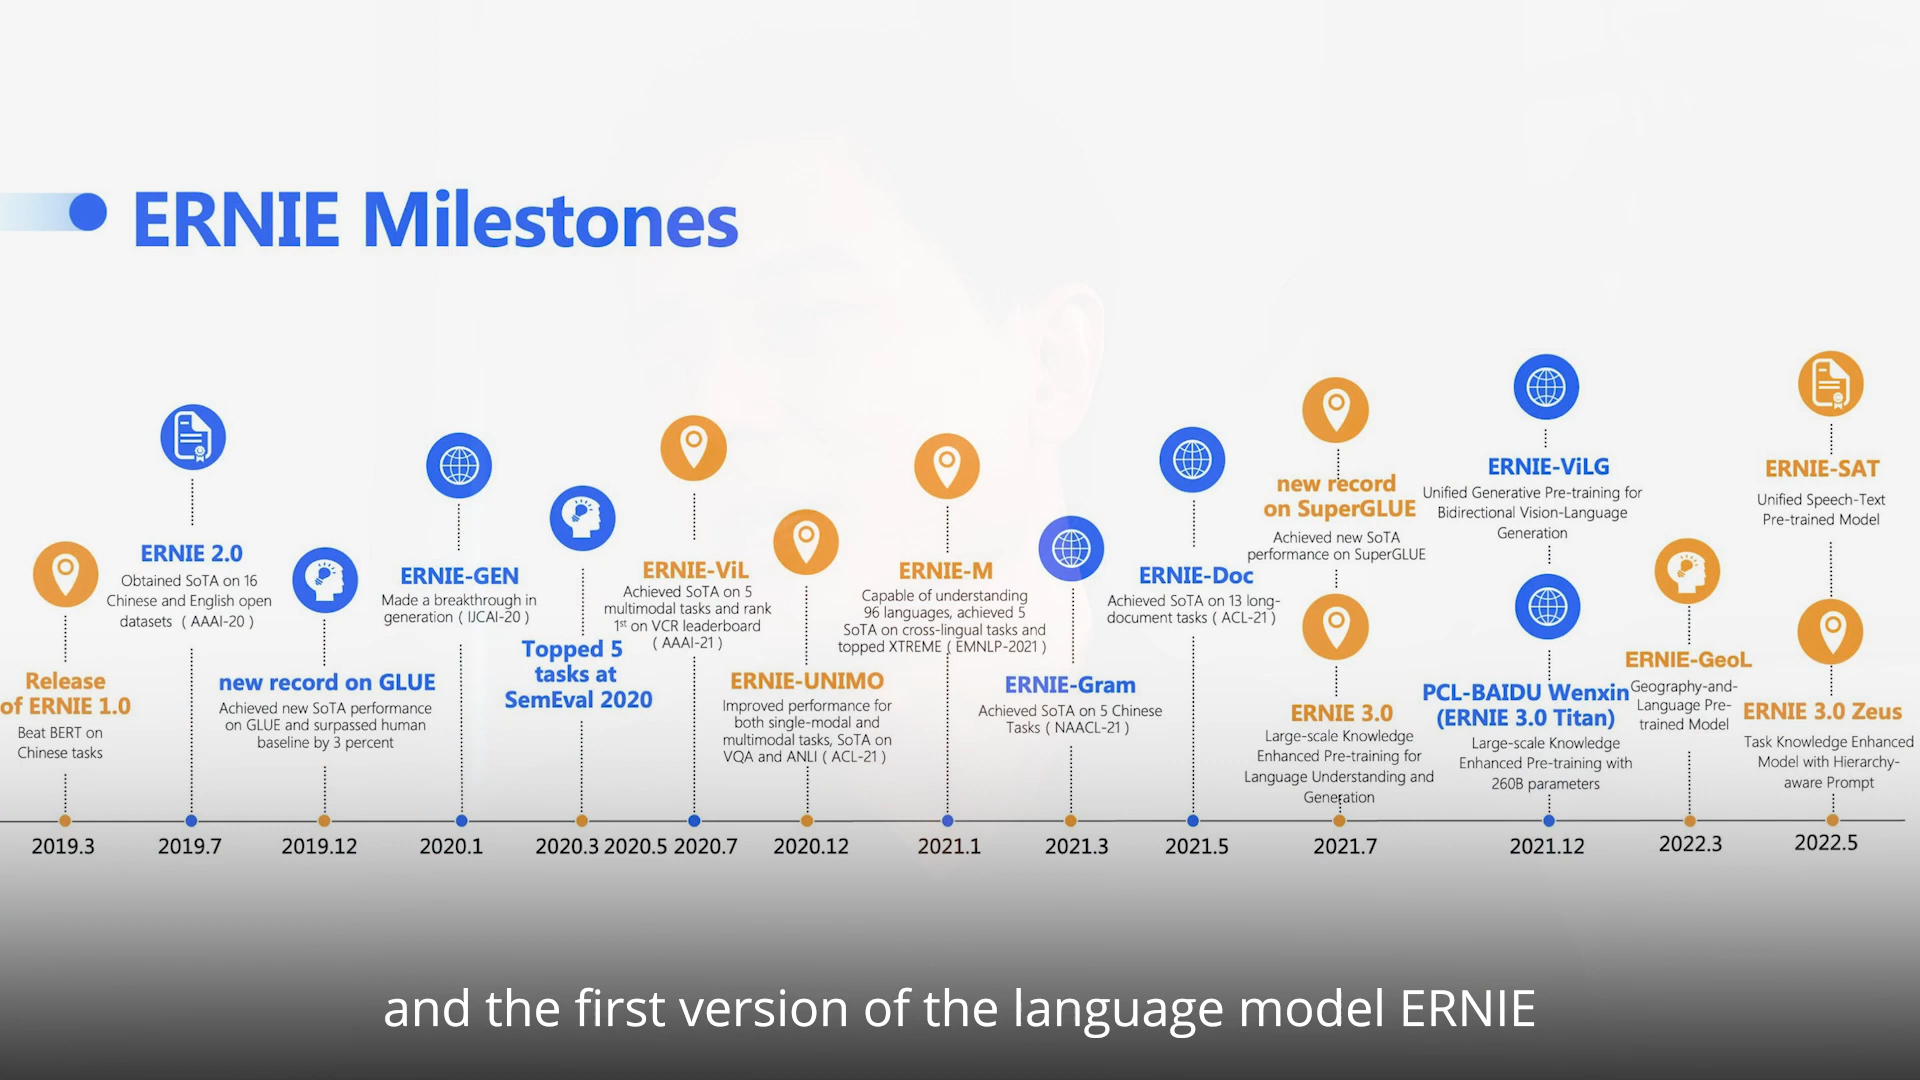 ERNIE Milestones
Release
of ERNIE 1.0
Beat BERT on
Chinese tasks
ERNIE 2.0
Obtained SoTA on 16
Chinese and English open
datasets ( AAAI-20 )
new record on GLUE
Achieved new SoTA performance
on GLUE and surpassed human
baseline by 3 percent
ERNIE-GEN
Made a breakthrough in
generation ( IJCAI-20 )
Topped 5
tasks at
SemEval 2020
ERNIE-ViL
Achieved SoTA on 5
multimodal tasks and rank
1st on VCR leaderboard
( AAAI-21 )
ERNIE-UNIMO
Improved performance for
both single-modal and
multimodal tasks, SoTA on
VQA and ANLI ( ACL-21 )
ERNIE-M
Capable of understanding
96 languages, achieved 5
SoTA on cross-lingual tasks and
topped XTREME ( EMNLP-2021 )
ERNIE-Gram
Achieved SoTA on 5 Chinese
Tasks ( NAACL-21 )
ERNIE-Doc
Achieved SoTA on 13 long-
document tasks ( ACL-21 )
new record
on SuperGLUE
Achieved new SoTA
performance on SuperGLUE
ERNIE 3.0
Large-scale Knowledge
Enhanced Pre-training for
Language Understanding and
Generation
ERNIE-ViLG
Unified Generative Pre-training for
Bidirectional Vision-Language
Generation
PCL-BAIDU Wenxin
(ERNIE 3.0 Titan)
Large-scale Knowledge
Enhanced Pre-training with
260B parameters
ERNIE-GeoL
Geography-and-
Language Pre-
trained Model
ERNIE-SAT
Unified Speech-Text
Pre-trained Model
ERNIE 3.0 Zeus
Task Knowledge Enhanced
Model with Hierarchy-
aware Prompt
2019.3 2019.7 2019.12 2020.1 2020.3 2020.5 2020.7 2020.12 2021.1 2021.3 2021.5 2021.7 2021.12 2022.3 2022.5
and the first version of the language model ERNIE